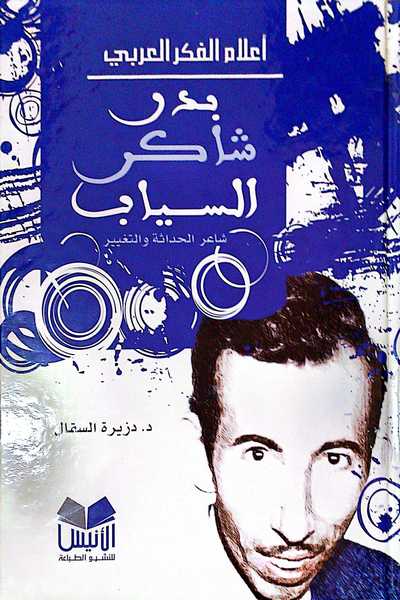 أعلام الفكر العربي
بدر
شاكر
السياب
شاعر الحداثة والتغيير
د. دزيرة السقال
الأنيس
للنشر والطباعة